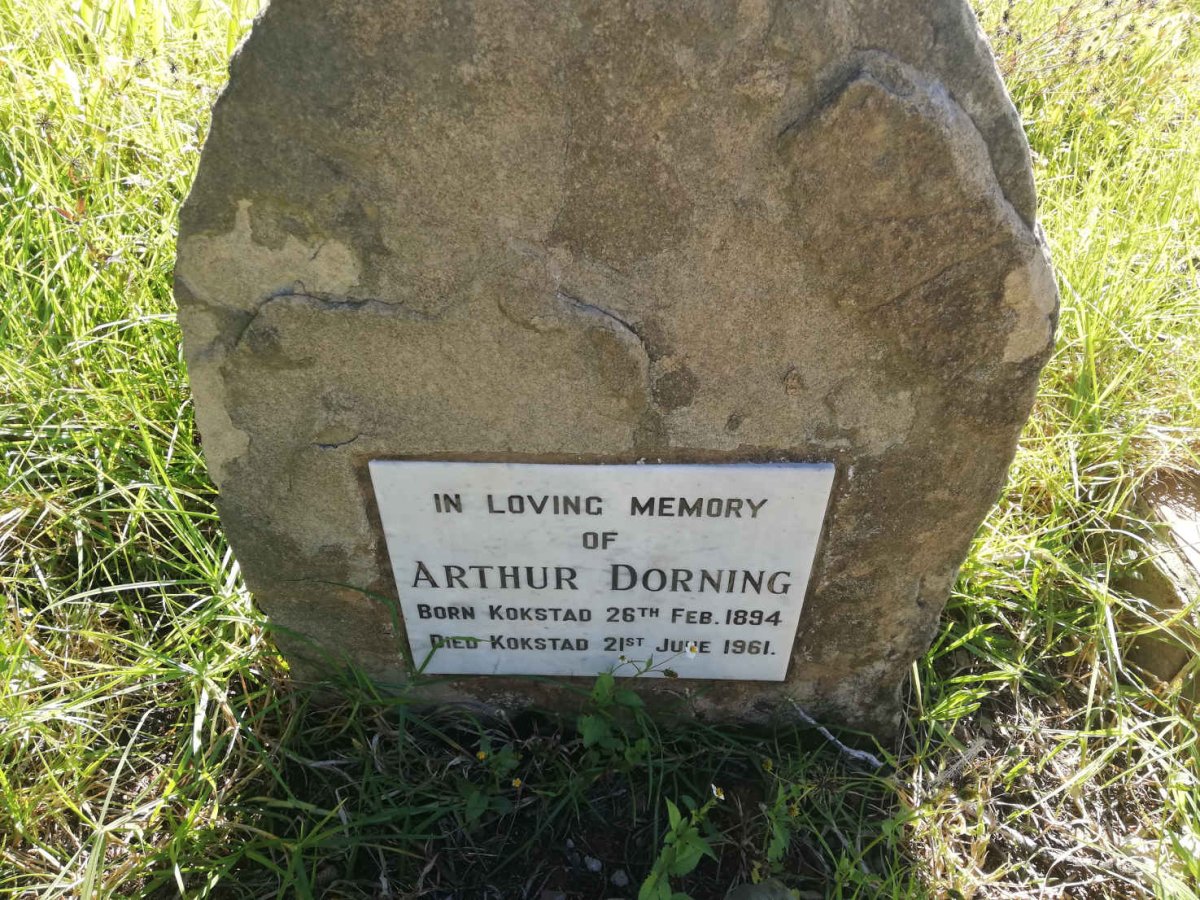 IN LOVING MEMORY
OF
ARTHUR DORNING
BORN KOKSTAD 26TH FEB. 1894
DIED KOKSTAD 21ST JUNE 1961.